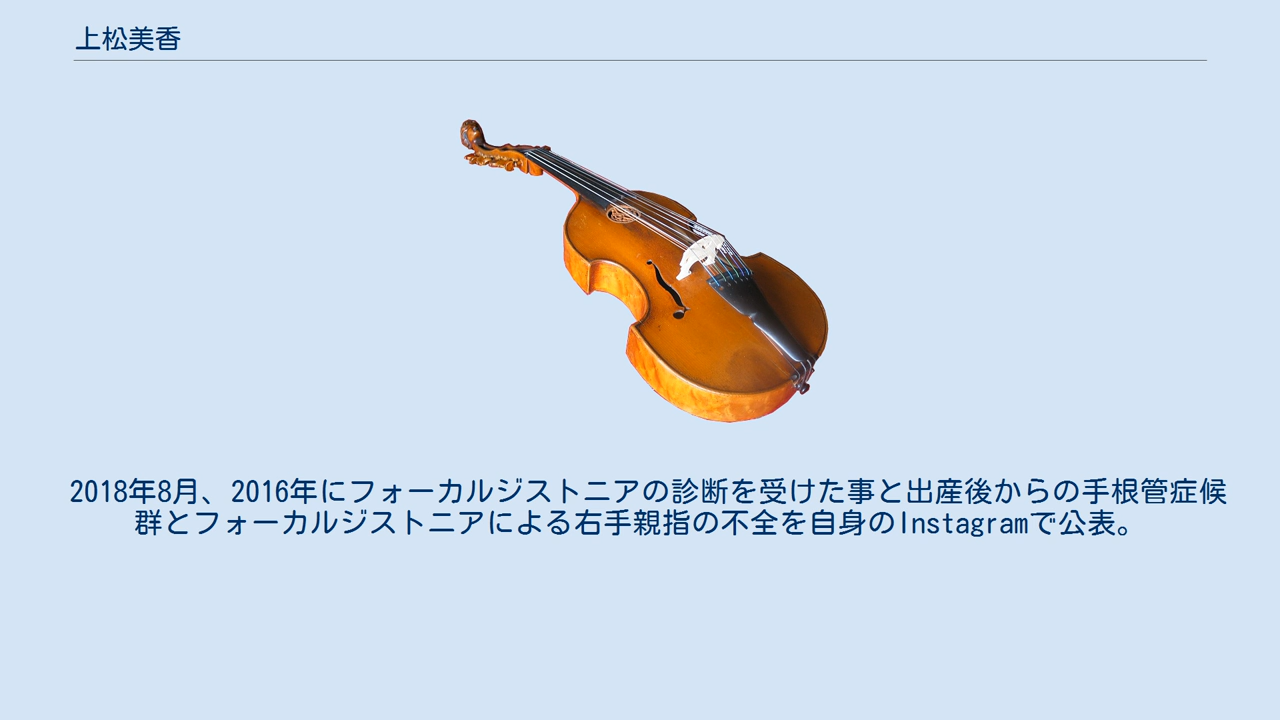 上松美香
2018年8月、2016年にフォーカルジストニアの診断を受けた事と出産後からの手根管症候
群とフォーカルジストニアによる右手親指の不全を自身のInstagramで公表。